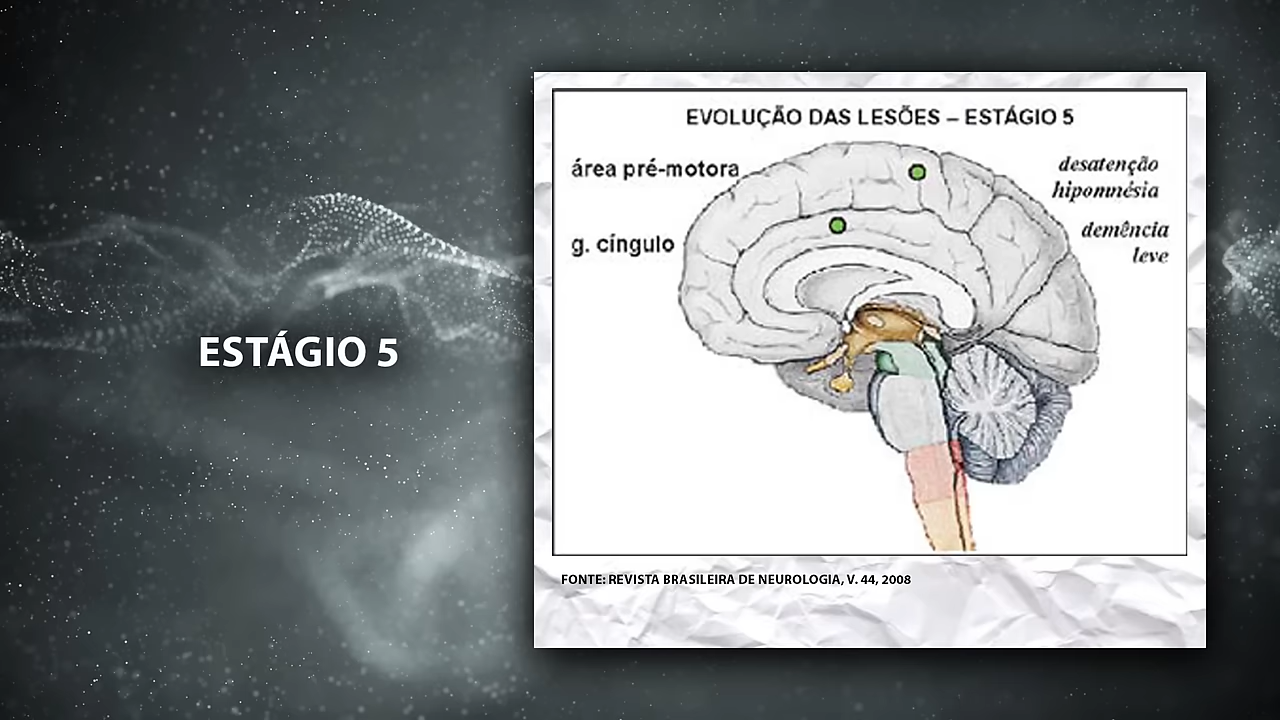 ESTÁGIO 5
EVOLUÇÃO DAS LESÕES – ESTÁGIO 5
área pré-motora
g. cíngulo
desatenção
hipomnésia
demência
leve
FONTE: REVISTA BRASILEIRA DE NEUROLOGIA, V. 44, 2008